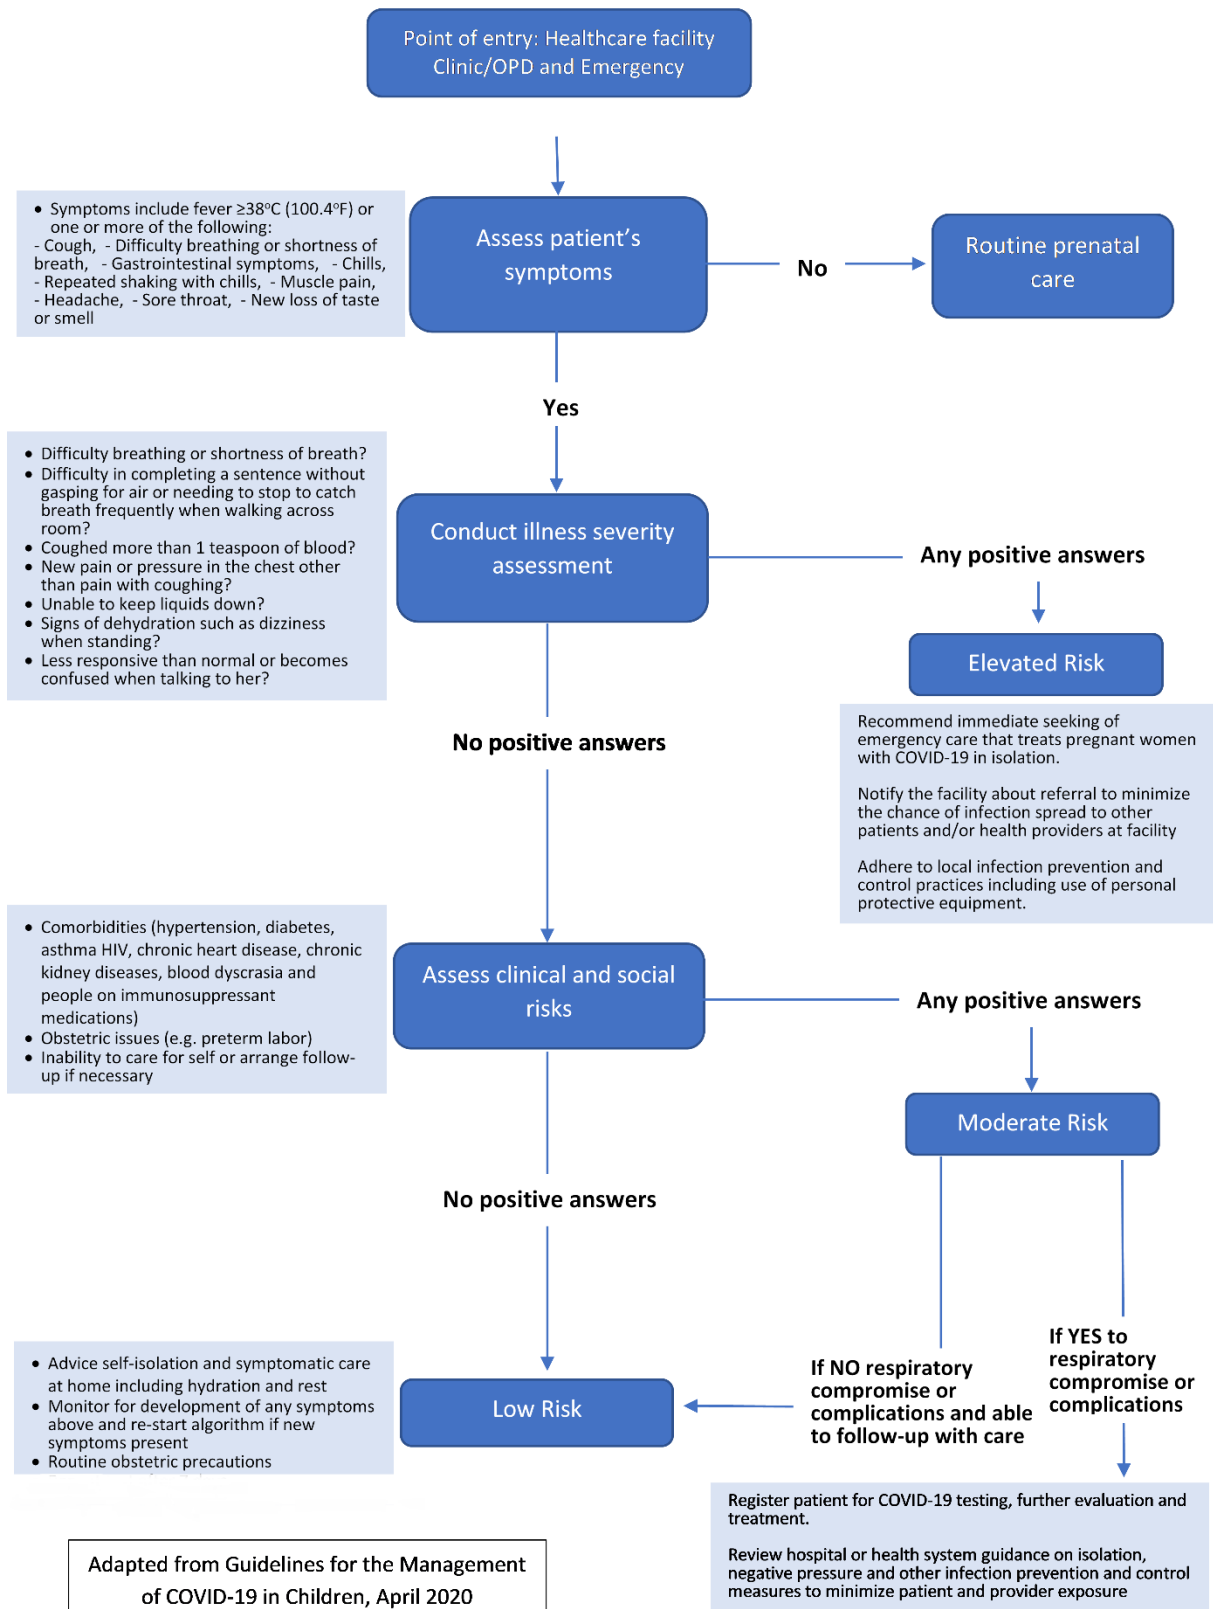 Point of entry: Healthcare facility
Clinic/OPD and Emergency
• Symptoms include fever ≥38°C (100.4°F) or
one or more of the following:
- Cough, - Difficulty breathing or shortness of
breath, - Gastrointestinal symptoms, - Chills,
- Repeated shaking with chills, - Muscle pain,
- Headache, - Sore throat, - New loss of taste
or smell
Assess patient's
symptoms
No
Routine prenatal
care
Yes
• Difficulty breathing or shortness of breath?
• Difficulty in completing a sentence without
gasping for air or needing to stop to catch
breath frequently when walking across
room?
• Coughed more than 1 teaspoon of blood?
• New pain or pressure in the chest other
than pain with coughing?
• Unable to keep liquids down?
• Signs of dehydration such as dizziness
when standing?
• Less responsive than normal or becomes
confused when talking to her?
Conduct illness severity
assessment
Any positive answers
Elevated Risk
Recommend immediate seeking of
emergency care that treats pregnant women
with COVID-19 in isolation.
Notify the facility about referral to minimize
the chance of infection spread to other
patients and/or health providers at facility
Adhere to local infection prevention and
control practices including use of personal
protective equipment.
No positive answers
• Comorbidities (hypertension, diabetes,
asthma HIV, chronic heart disease, chronic
kidney diseases, blood dyscrasia and
people on immunosuppressant
medications)
• Obstetric issues (e.g. preterm labor)
• Inability to care for self or arrange follow-
up if necessary
Assess clinical and social
risks
Any positive answers
Moderate Risk
No positive answers
If NO respiratory
compromise or
complications and able
to follow-up with care
If YES to
respiratory
compromise or
complications
• Advice self-isolation and symptomatic care
at home including hydration and rest
• Monitor for development of any symptoms
above and re-start algorithm if new
symptoms present
• Routine obstetric precautions
Low Risk
Register patient for COVID-19 testing, further evaluation and
treatment.
Review hospital or health system guidance on isolation,
negative pressure and other infection prevention and control
measures to minimize patient and provider exposure
Adapted from Guidelines for the Management
of COVID-19 in Children, April 2020